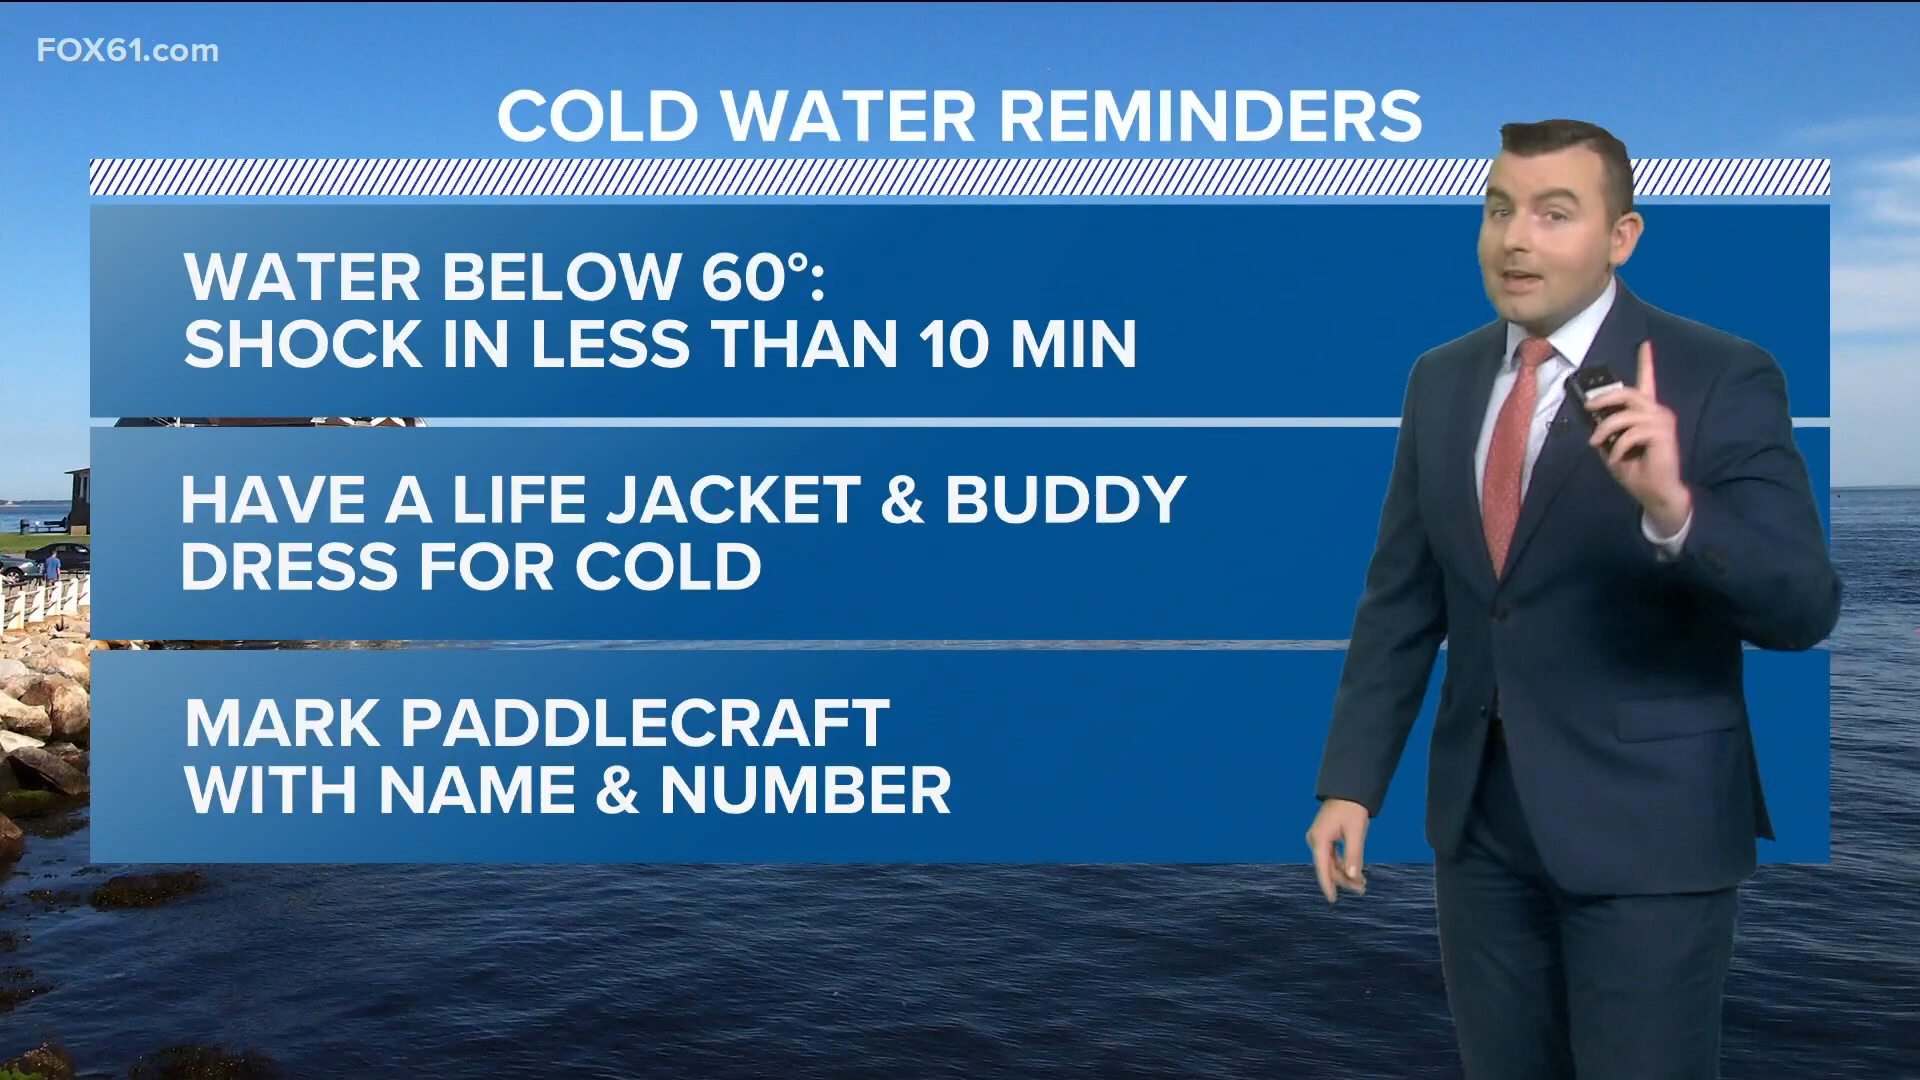 FOX61.com
COLD WATER REMINDERS
WATER BELOW 60°:
SHOCK IN LESS THAN 10 MIN
HAVE A LIFE JACKET & BUDDY
DRESS FOR COLD
MARK PADDLECRAFT
WITH NAME & NUMBER